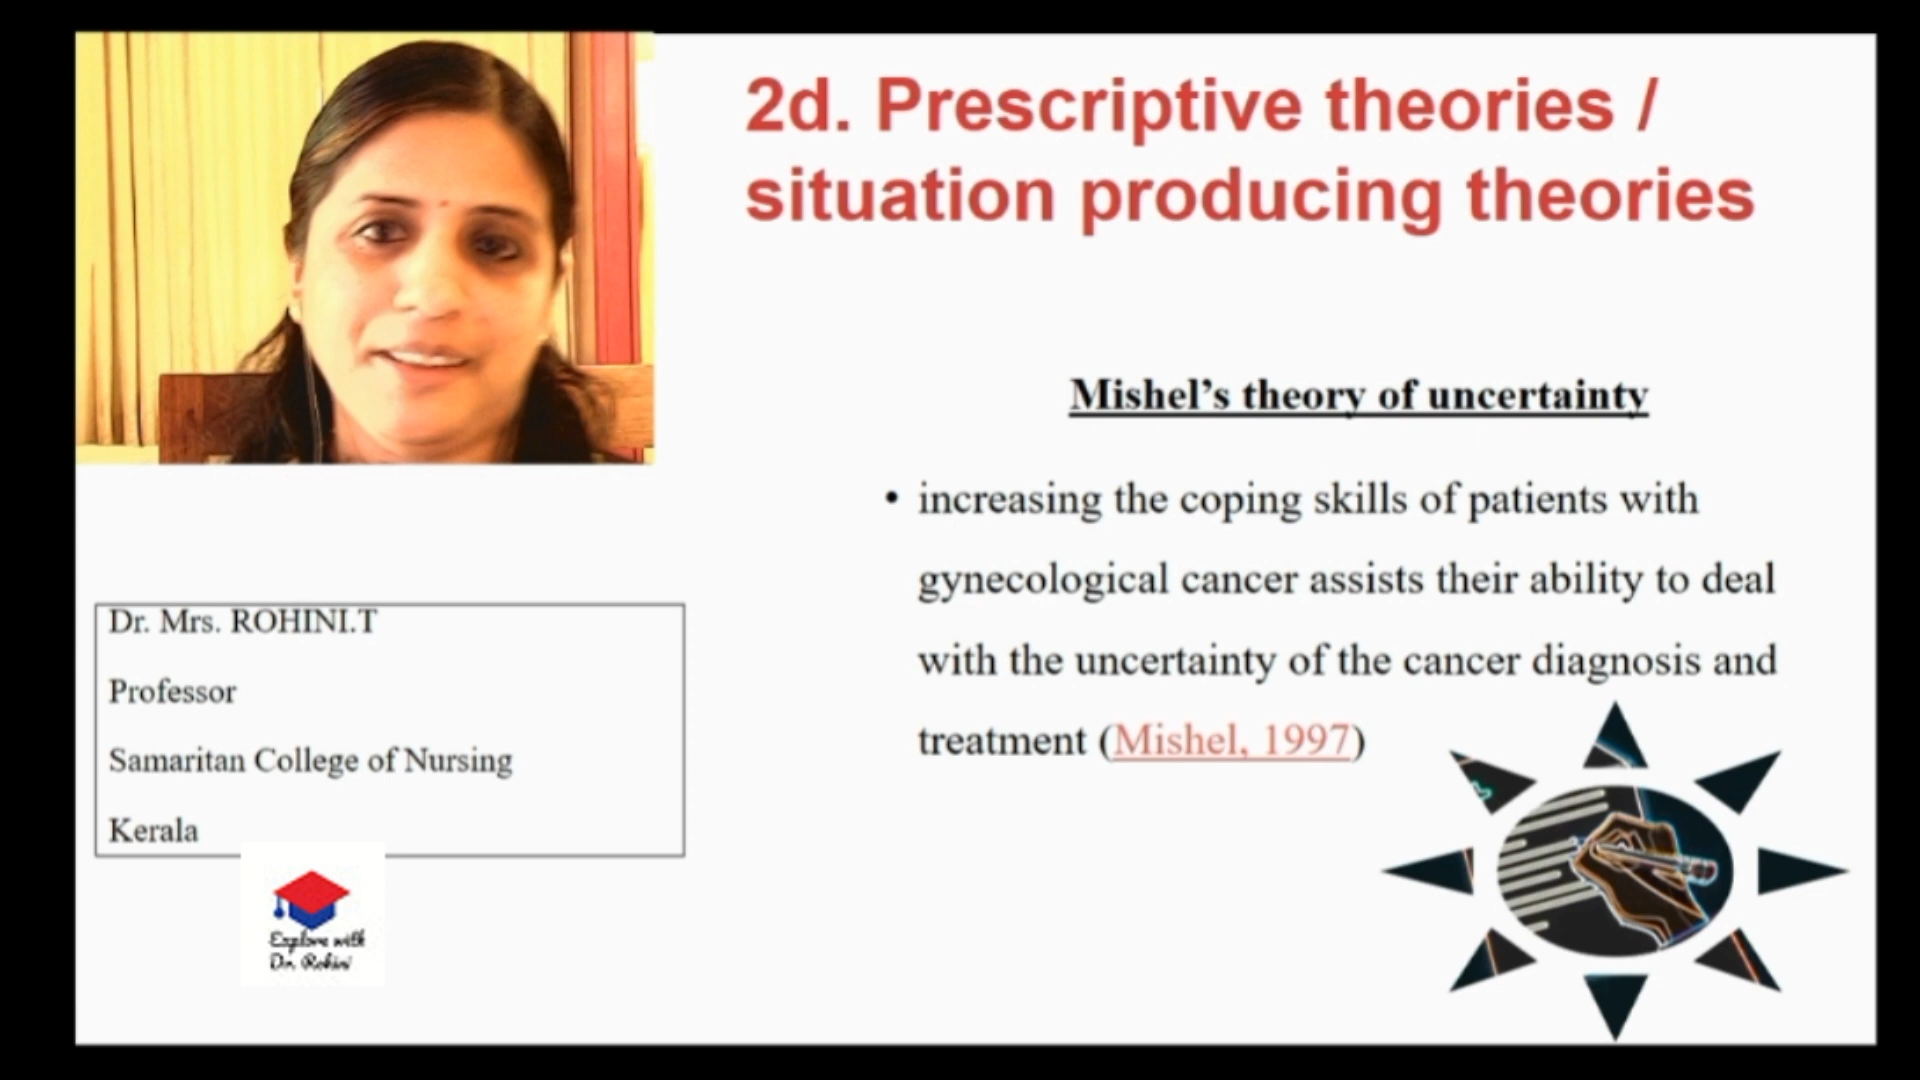 2d. Prescriptive theories /
situation producing theories
Mishel’s theory of uncertainty
• increasing the coping skills of patients with
gynecological cancer assists their ability to deal
with the uncertainty of the cancer diagnosis and
treatment (Mishel, 1997)
Dr. Mrs. ROHINI.T
Professor
Samaritan College of Nursing
Kerala
Explore with
Dr. Rohini